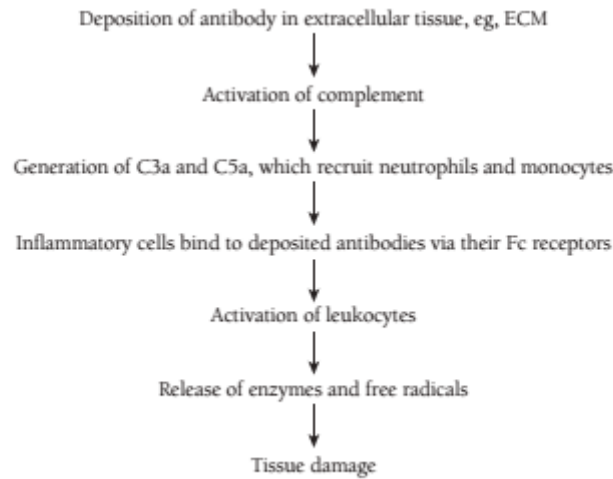 Deposition of antibody in extracellular tissue, eg, ECM
Activation of complement
Generation of C3a and C5a, which recruit neutrophils and monocytes
Inflammatory cells bind to deposited antibodies via their Fc receptors
Activation of leukocytes
Release of enzymes and free radicals
Tissue damage